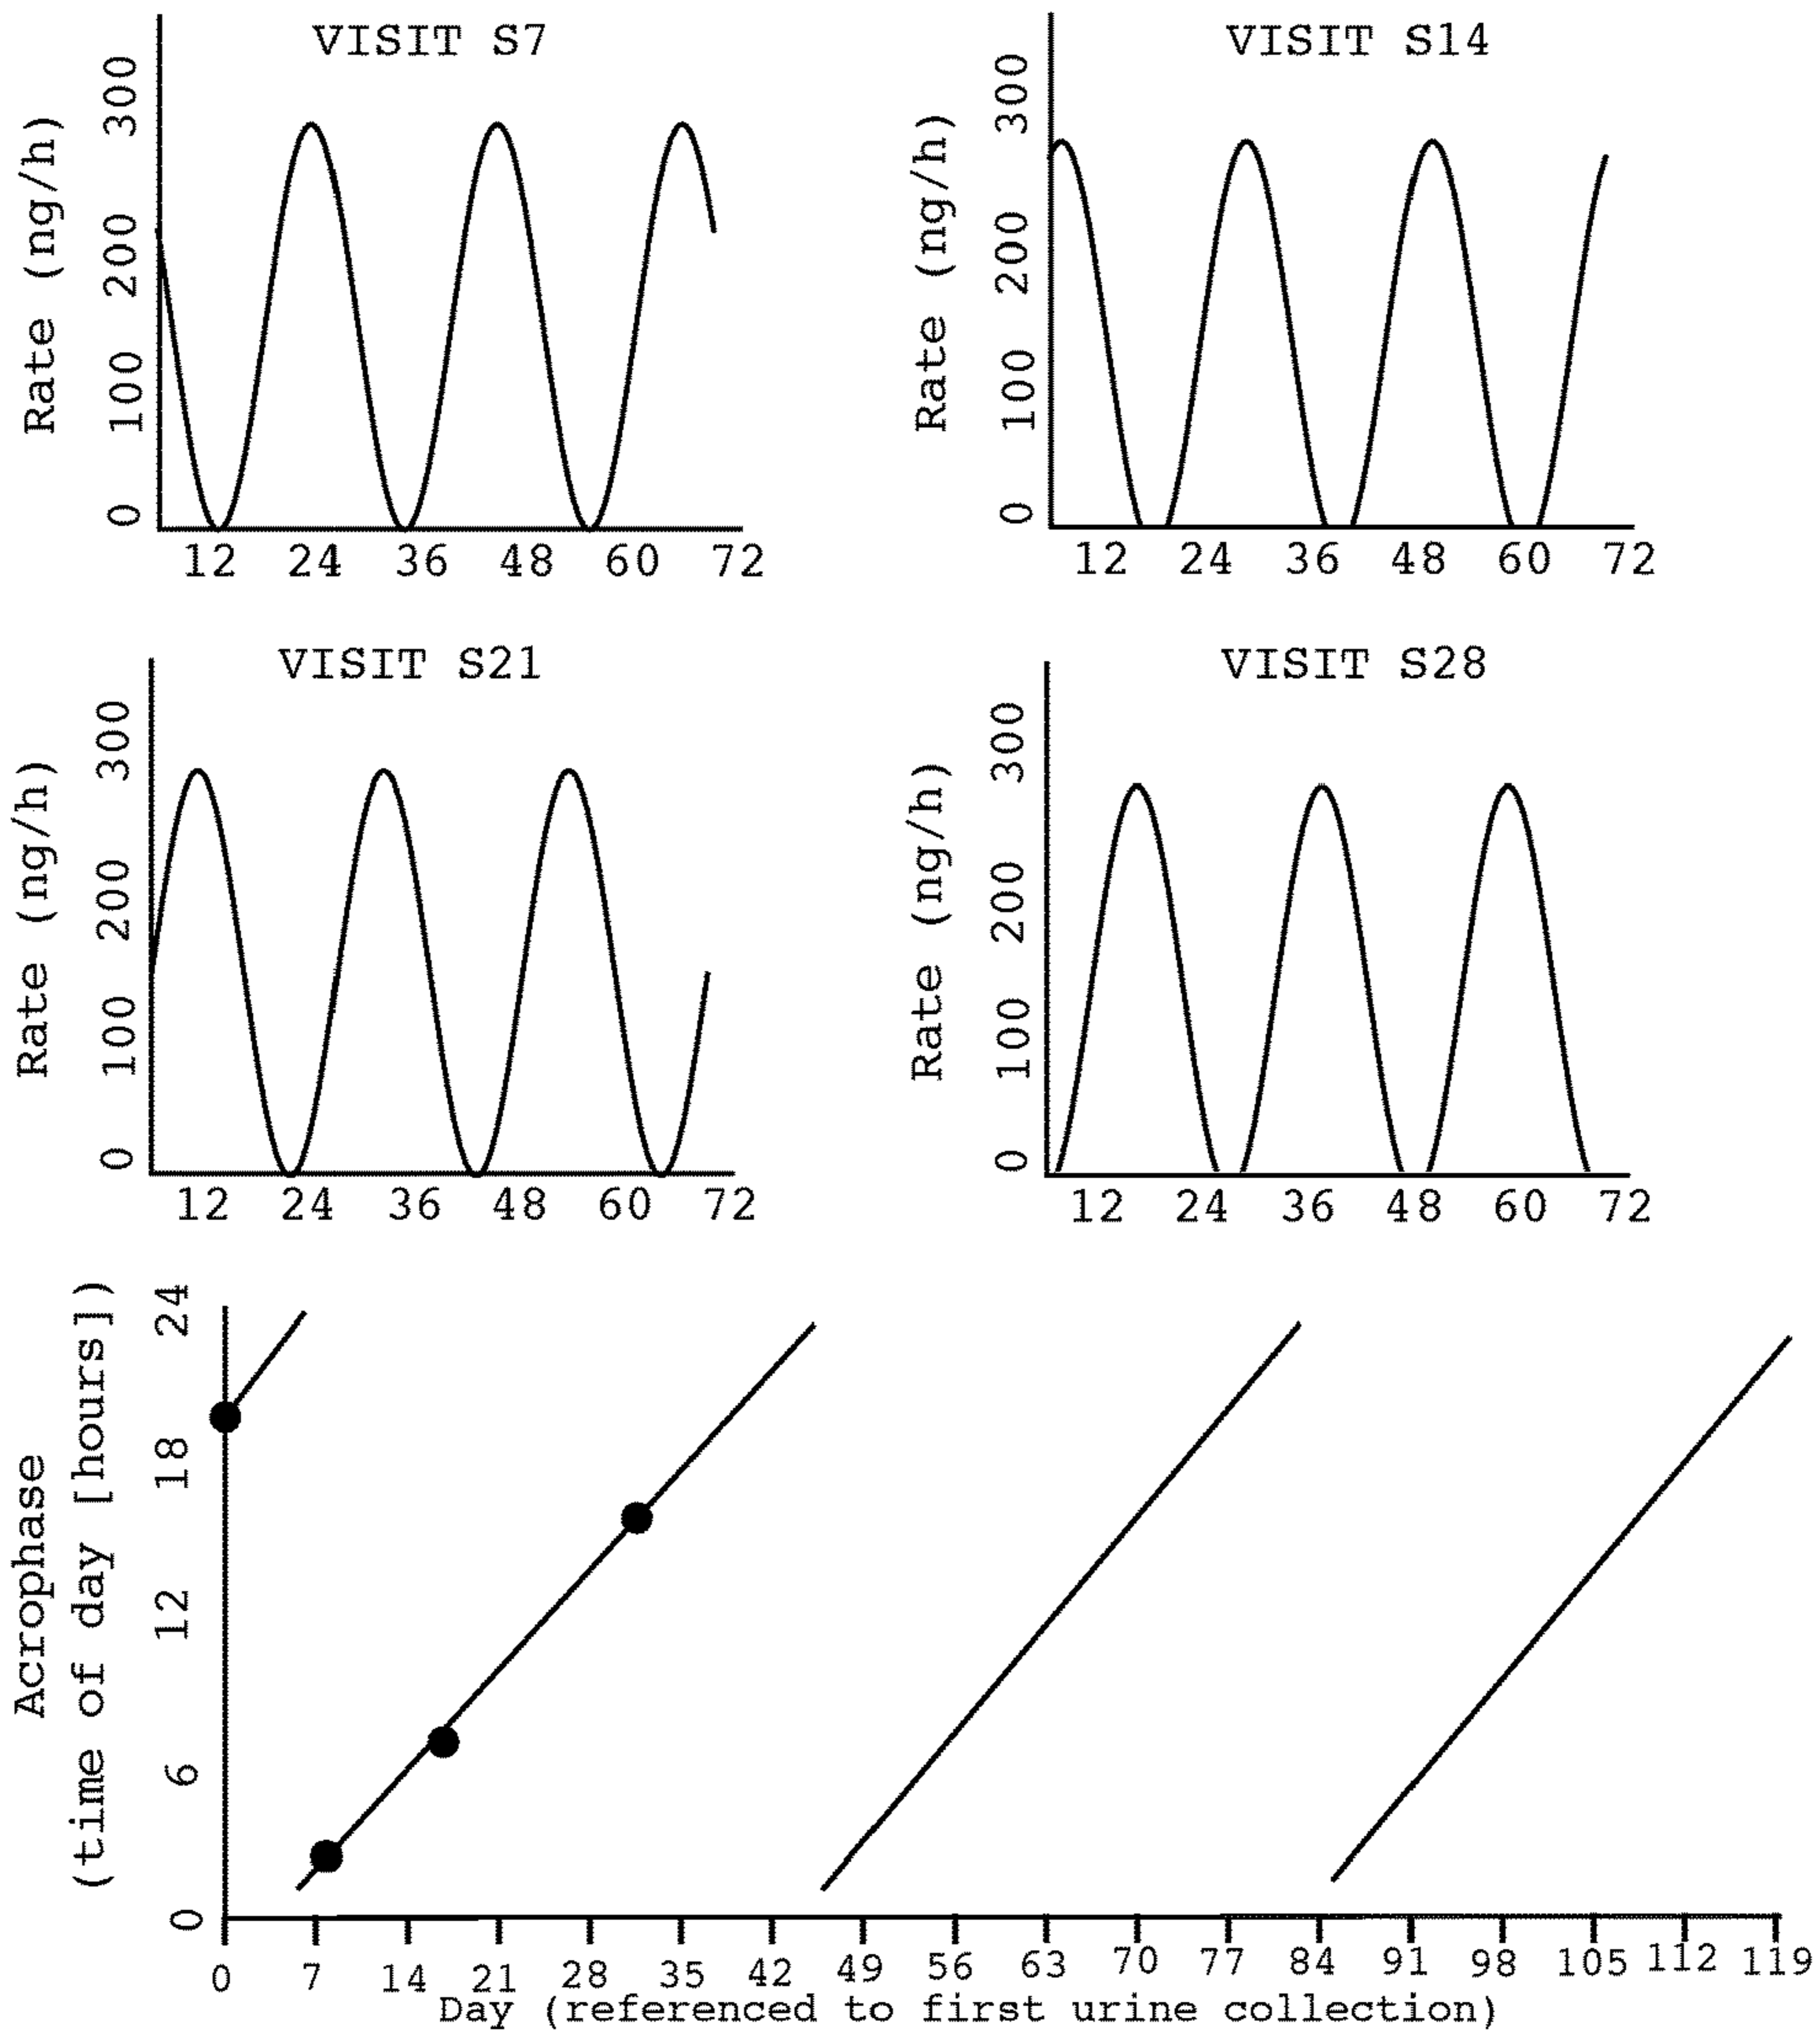 VISIT S7
Rate (ng/h)
300
200
100
0
12 24 36 48 60 72
VISIT S14
Rate (ng/h)
300
200
100
0
12 24 36 48 60 72
VISIT S21
Rate (ng/h)
300
200
100
0
12 24 36 48 60 72
VISIT S28
Rate (ng/h)
300
200
100
0
12 24 36 48 60 72
Acrophase
(time of day [hours])
24
18
12
6
0
0 7 14 21 28 35 42 49 56 63 70 77 84 91 98 105 112 119
Day (referenced to first urine collection)